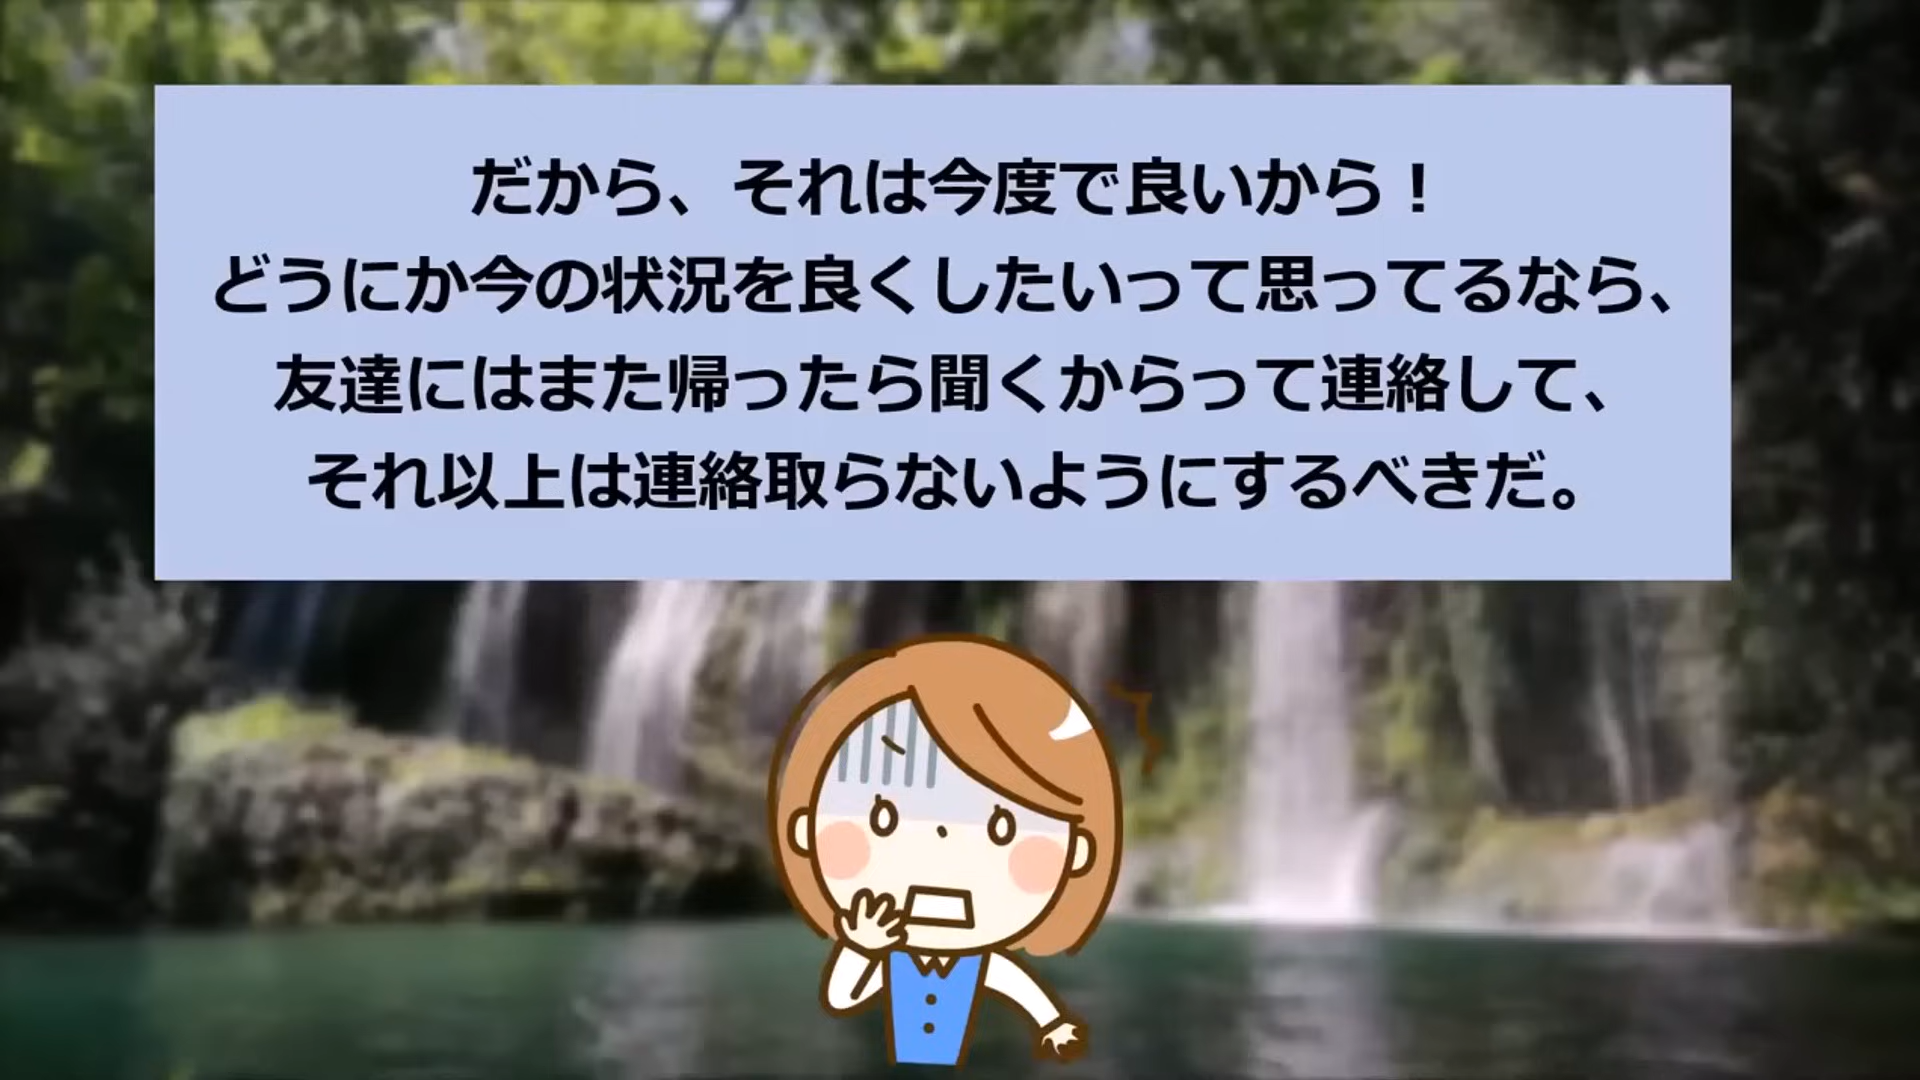 だから、それは今度で良いから！
どうにか今の状況を良くしたいって思ってるなら、
友達にはまた帰ったら聞くからって連絡して、
それ以上は連絡取らないようにするべきだ。